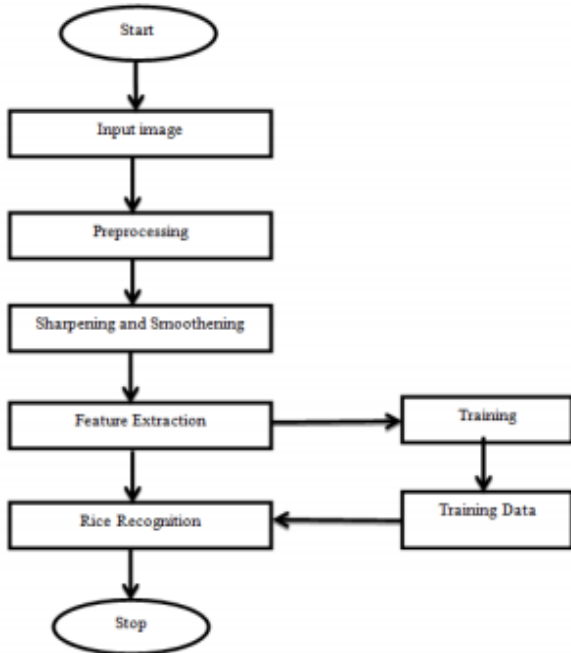 Start
Input image
Preprocessing
Sharpening and Smoothening
Feature Extraction
Training
Rice Recognition
Training Data
Stop